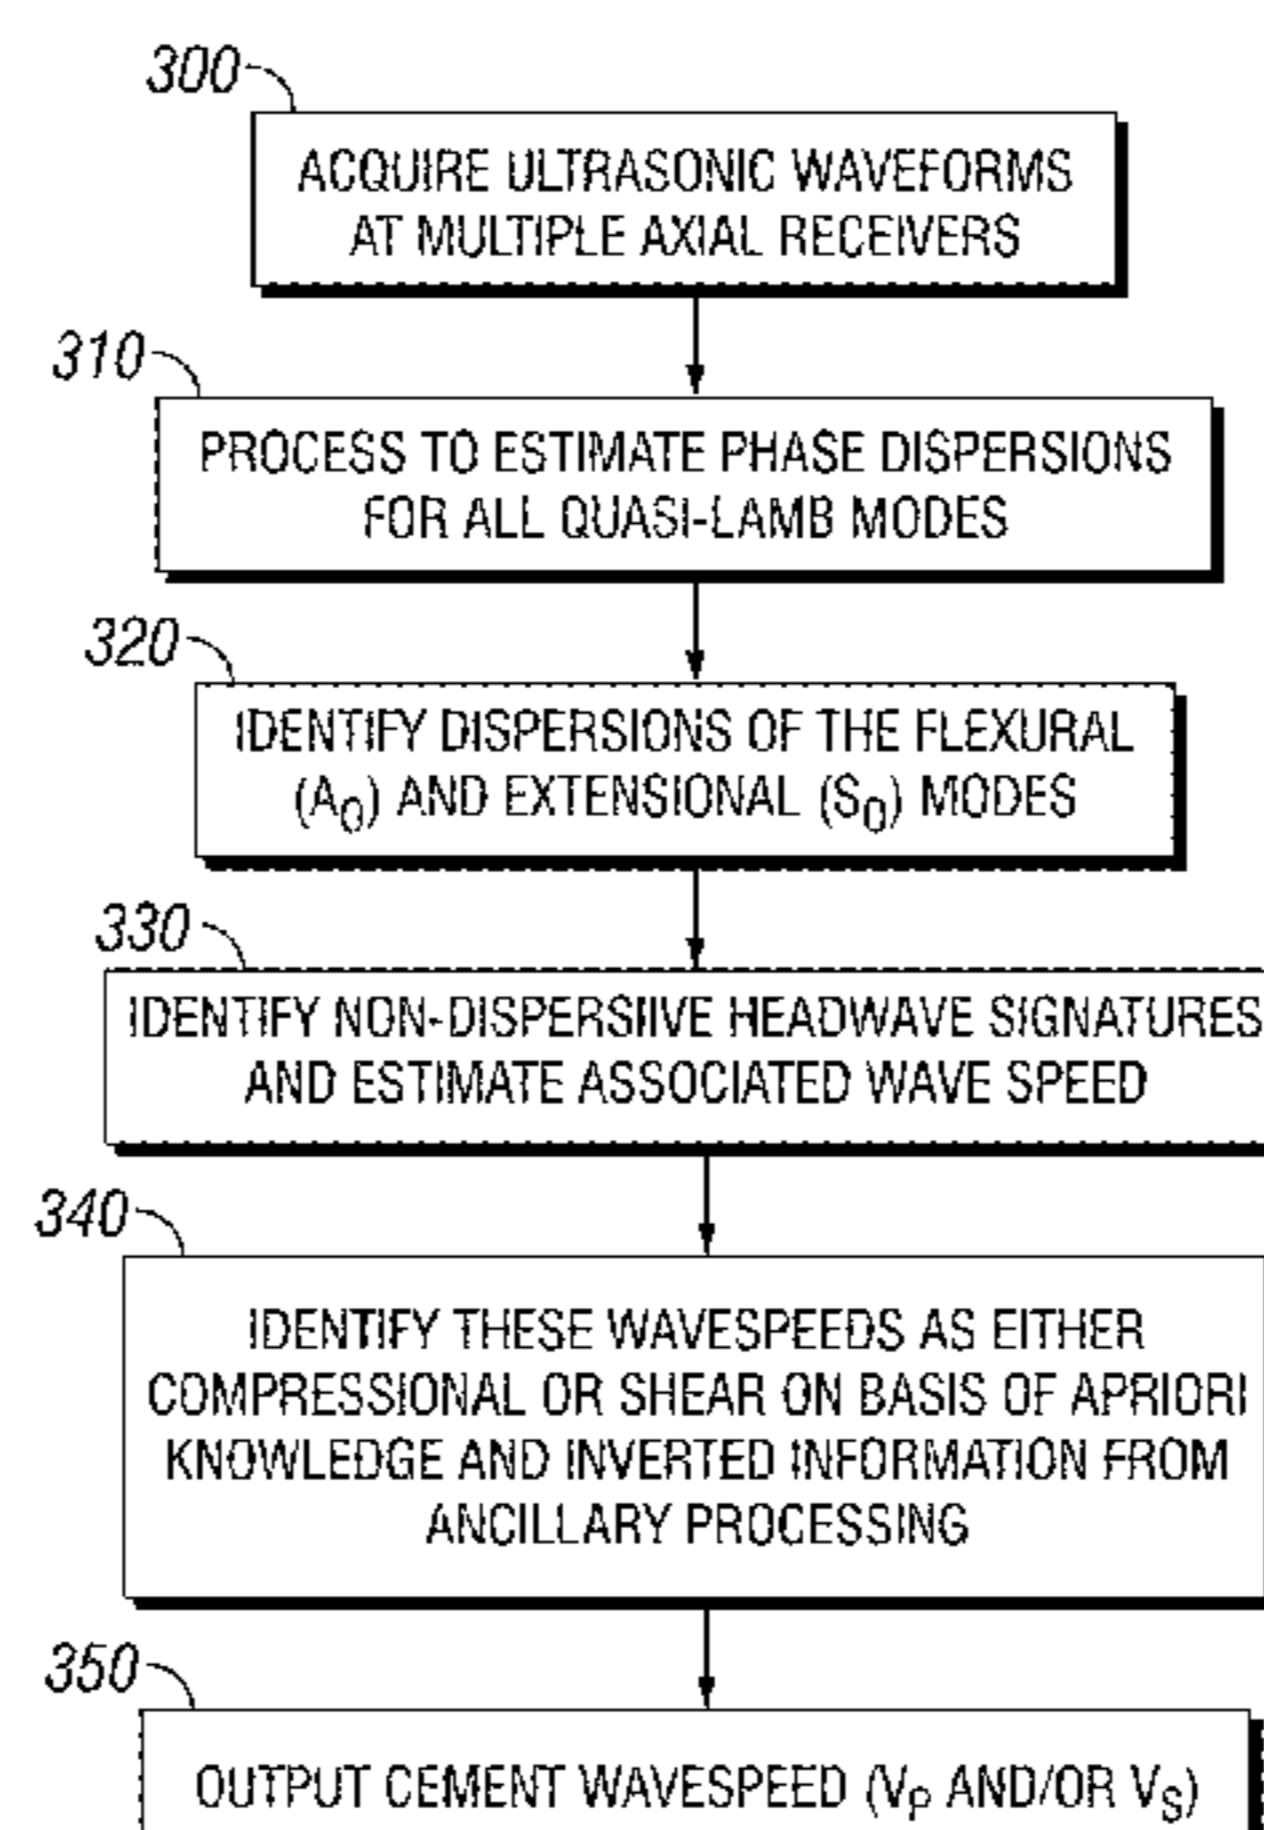 300
ACQUIRE ULTRASONIC WAVEFORMS
AT MULTIPLE AXIAL RECEIVERS
310
PROCESS TO ESTIMATE PHASE DISPERSIONS
FOR ALL QUASI-LAMB MODES
320
IDENTIFY DISPERSIONS OF THE FLEXURAL
(A0) AND EXTENSIONAL (S0) MODES
330
IDENTIFY NON-DISPERSIIVE HEADWAVE SIGNATURES
AND ESTIMATE ASSOCIATED WAVE SPEED
340
IDENTIFY THESE WAVESPEEDS AS EITHER
COMPRESSIONAL OR SHEAR ON BASIS OF APRIORI
KNOWLEDGE AND INVERTED INFORMATION FROM
ANCILLARY PROCESSING
350
OUTPUT CEMENT WAVESPEED (VP AND/OR VS)